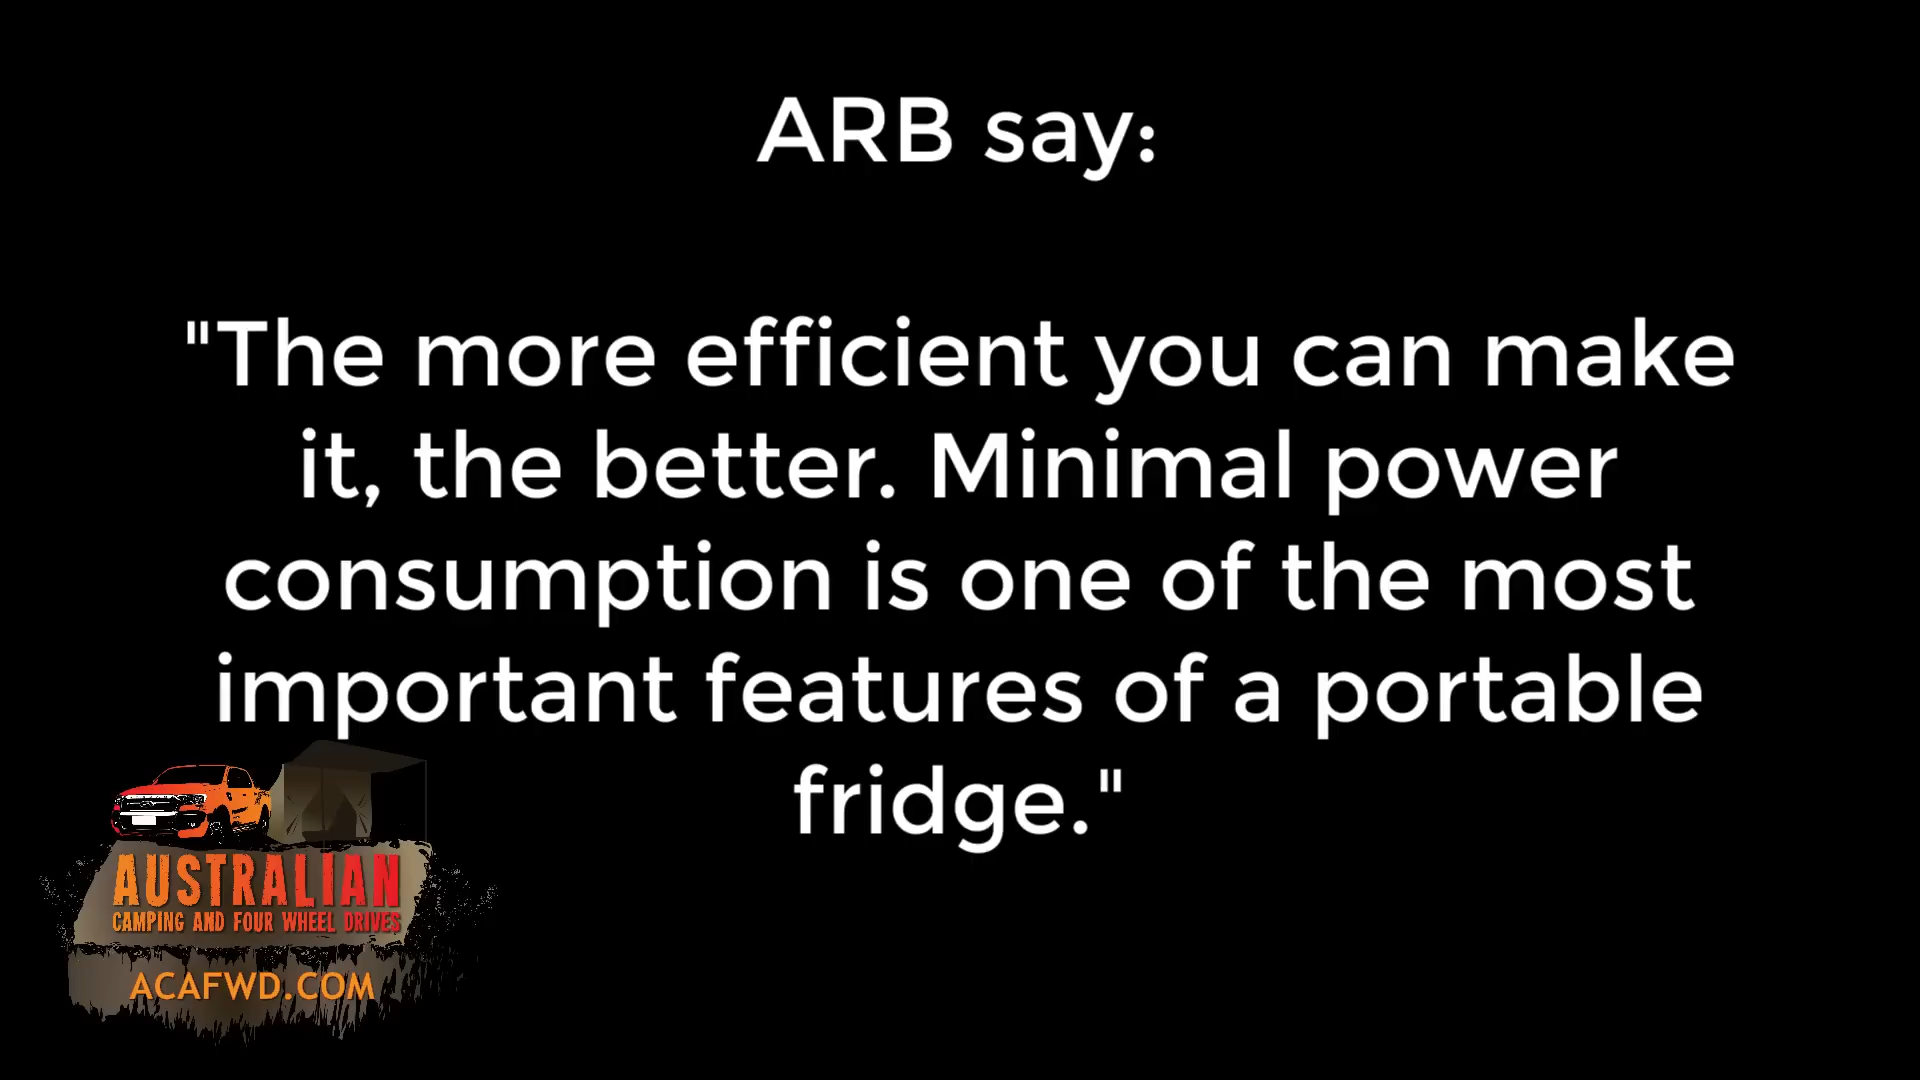 ARB say:
"The more efficient you can make
it, the better. Minimal power
consumption is one of the most
important features of a portable
fridge."
AUSTRALIAN
CAMPING AND FOUR WHEEL DRIVES
ACAFWD.COM